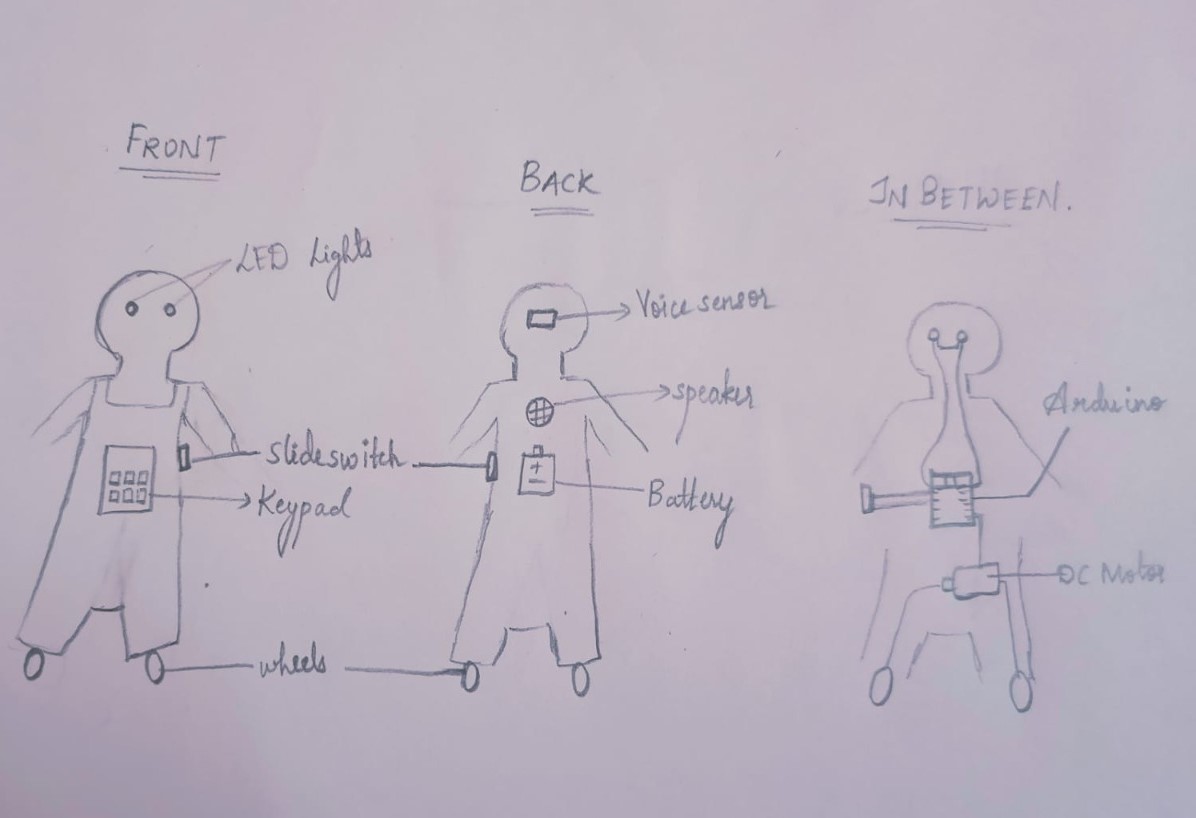 FRONT
BACK
IN BETWEEN.
LED Lights
Voice sensor
speaker
Arduino
slideswitch
Keypad
Battery
+
-
DC Motor
wheels